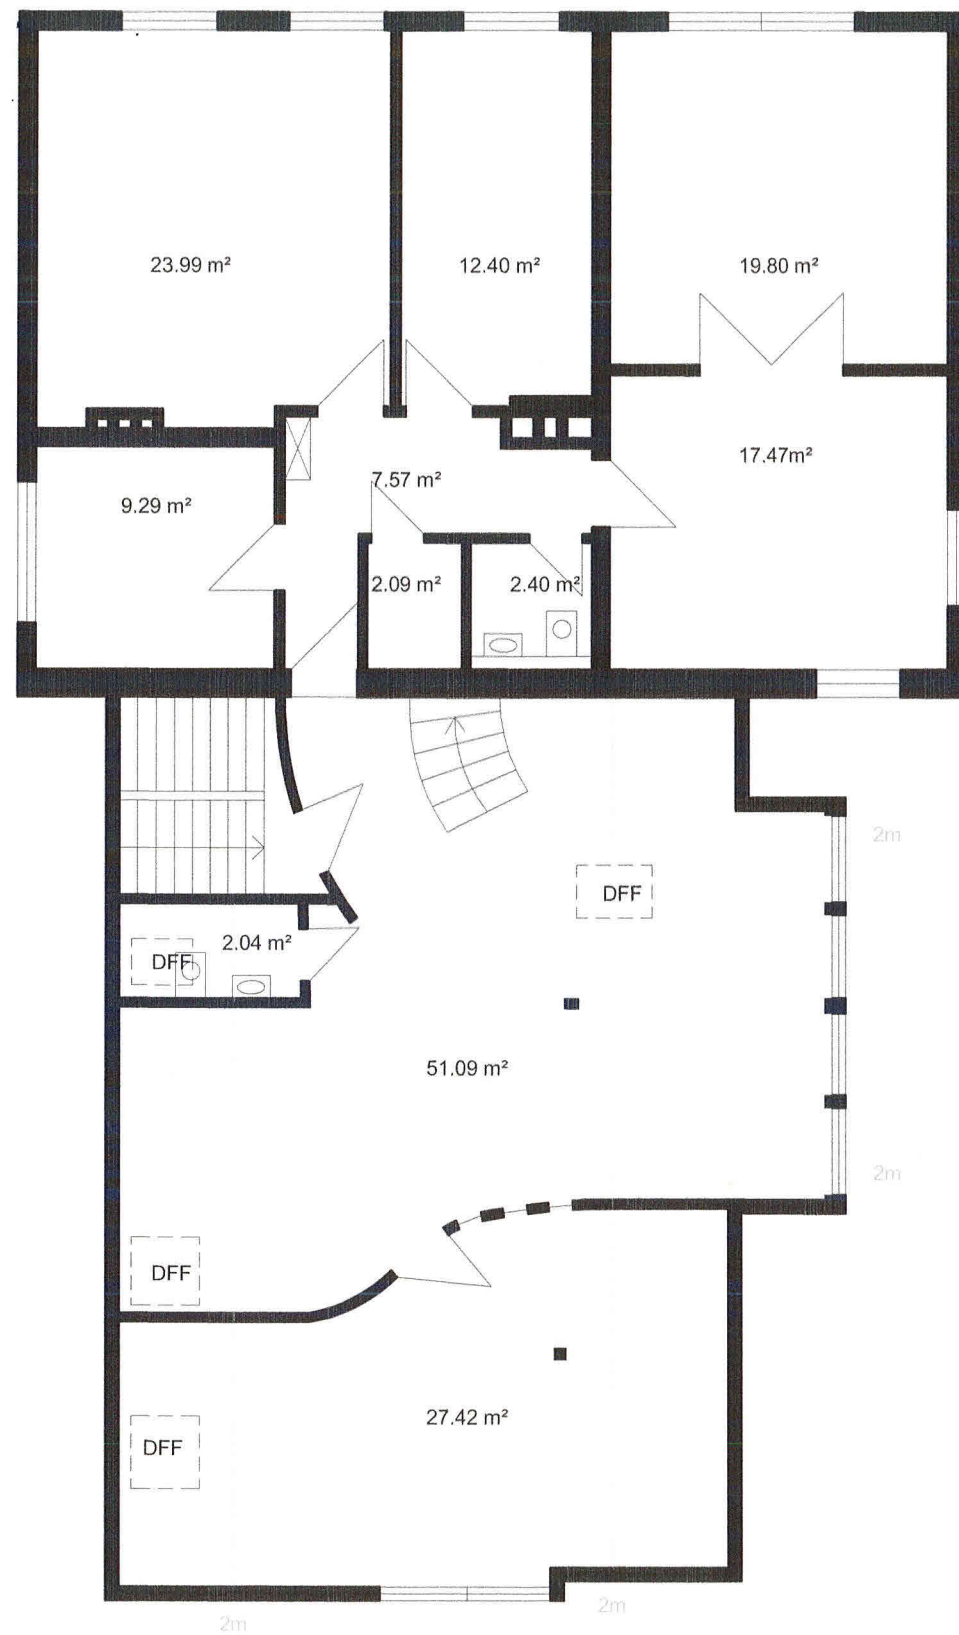 23.99 m²
12.40 m²
19.80 m²
17.47m²
7.57 m²
9.29 m²
2.09 m²
2.40 m²
2m
DFF
2.04 m²
DFF
51.09 m²
2m
DFF
27.42 m²
DFF
2m
2m